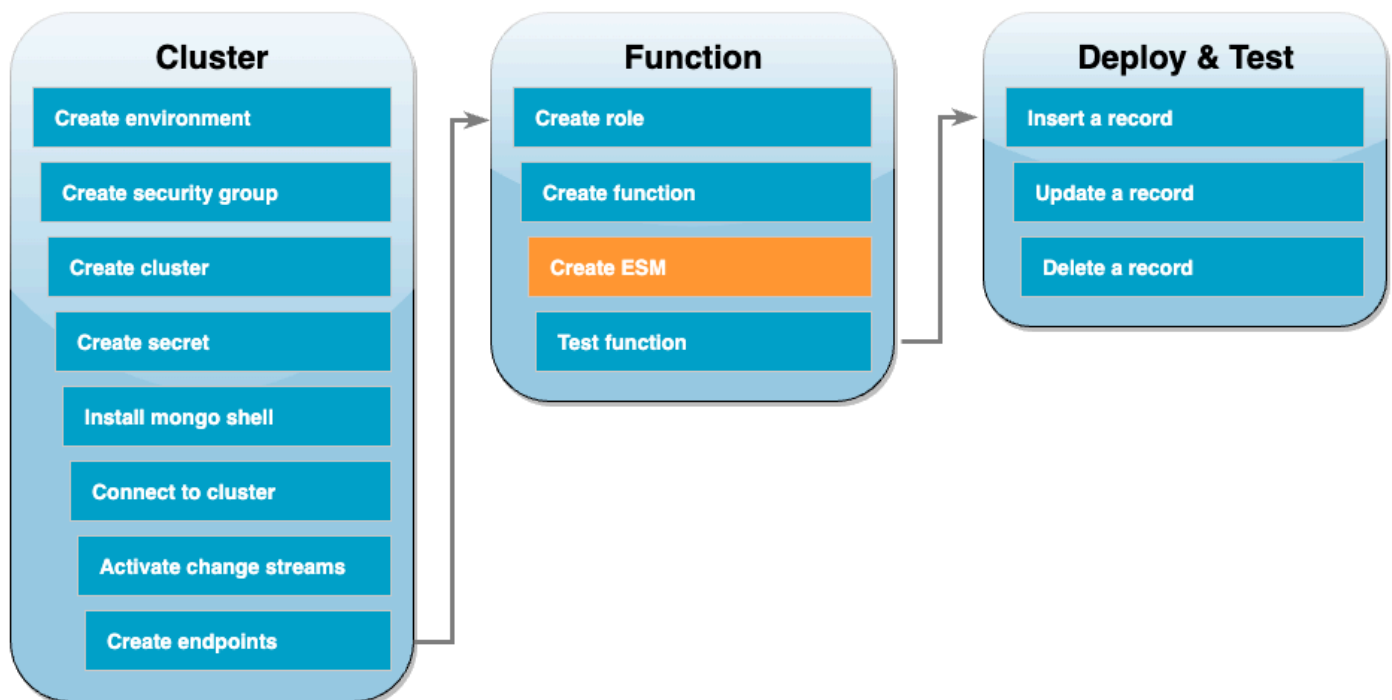 Cluster
Create environment
Create security group
Create cluster
Create secret
Install mongo shell
Connect to cluster
Activate change streams
Create endpoints
Function
Create role
Create function
Create ESM
Test function
Deploy & Test
Insert a record
Update a record
Delete a record